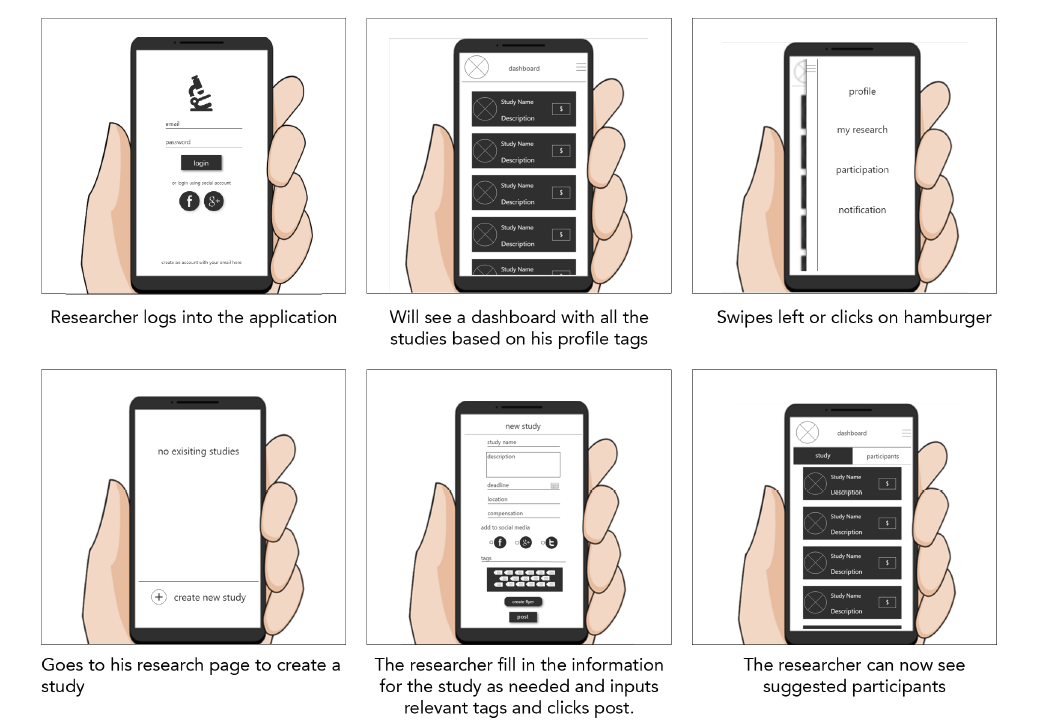 email
password
login
or login using social account
f g+
create an account with your email here
Researcher logs into the application
dashboard
Study Name
$
Description
Study Name
$
Description
Study Name
$
Description
Study Name
$
Description
Study Name
Will see a dashboard with all the
studies based on his profile tags
profile
my research
participation
notification
Swipes left or clicks on hamburger
no exisiting studies
+ create new study
Goes to his research page to create a
study
new study
study name
description
deadline
location
compensation
add to social media
f g+ t
tags
create flyer
post
The researcher fill in the information
for the study as needed and inputs
relevant tags and clicks post.
dashboard
study participants
Study Name
$
Description
Study Name
$
Description
Study Name
$
Description
Study Name
$
Description
The researcher can now see
suggested participants